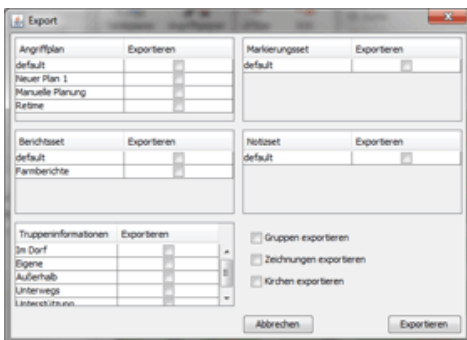 Export
Angriffplan Exportieren
default
Neuer Plan 1
Manuelle Planung
Retime
Markierungsset Exportieren
default
Berichtsset Exportieren
default
Farmberichte
Notizset Exportieren
default
Truppeninformationen Exportieren
Im Dorf
Eigene
Außerhalb
Unterwegs
Unterstützung
Gruppen exportieren
Zeichnungen exportieren
Kirchen exportieren
Abbrechen Exportieren